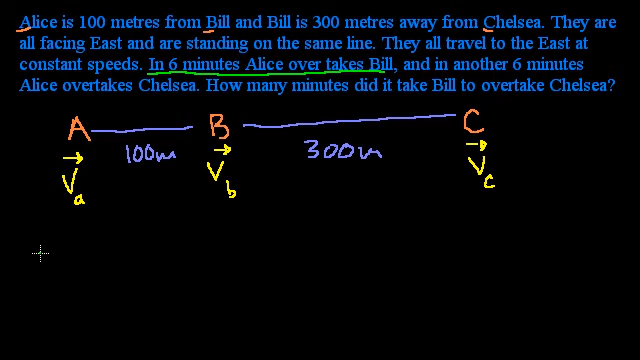 Alice is 100 metres from Bill and Bill is 300 metres away from Chelsea. They are
all facing East and are standing on the same line. They all travel to the East at
constant speeds. In 6 minutes Alice over takes Bill, and in another 6 minutes
Alice overtakes Chelsea. How many minutes did it take Bill to overtake Chelsea?
A B C
100m 300m
Va Vb Vc